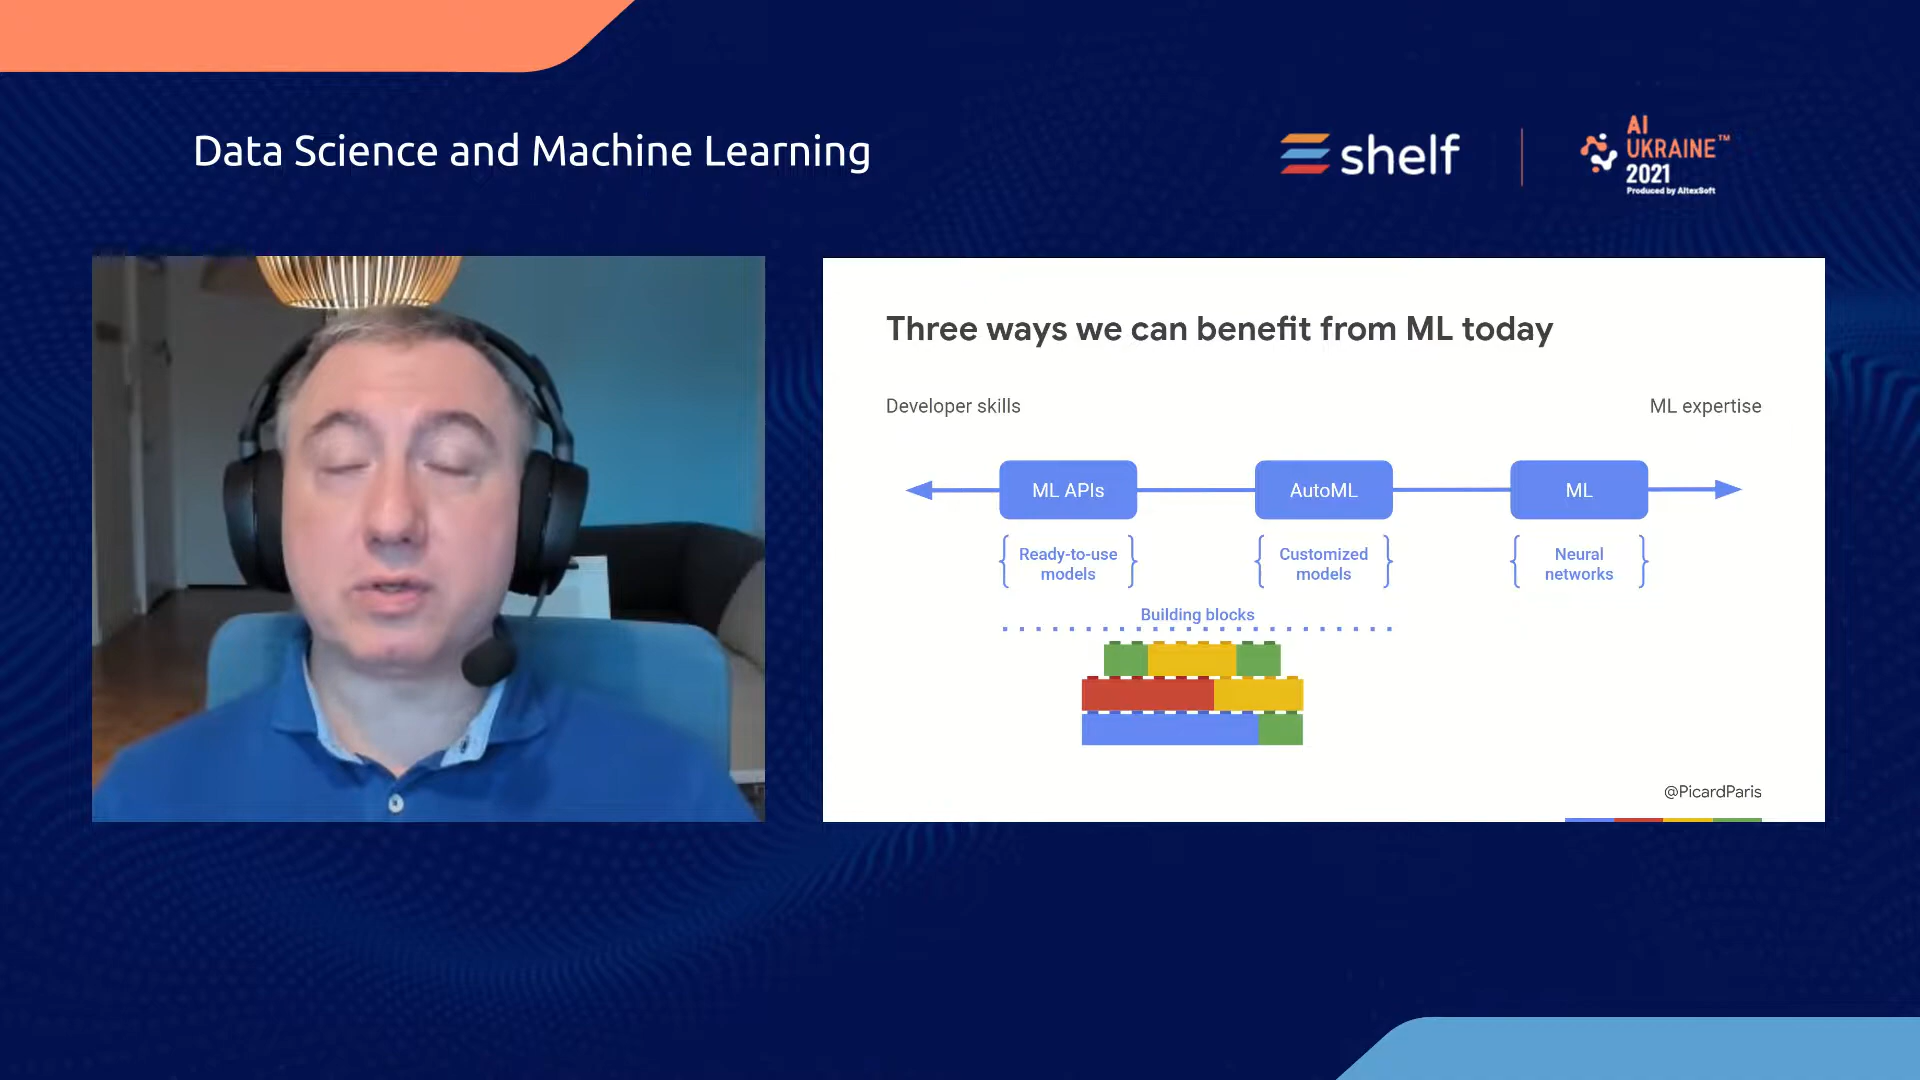 Data Science and Machine Learning
shelf
AI
UKRAINE™
2021
Produced by AltexSoft
Three ways we can benefit from ML today
Developer skills
ML expertise
ML APIs
AutoML
ML
Ready-to-use
models
Customized
models
Neural
networks
Building blocks
@PicardParis